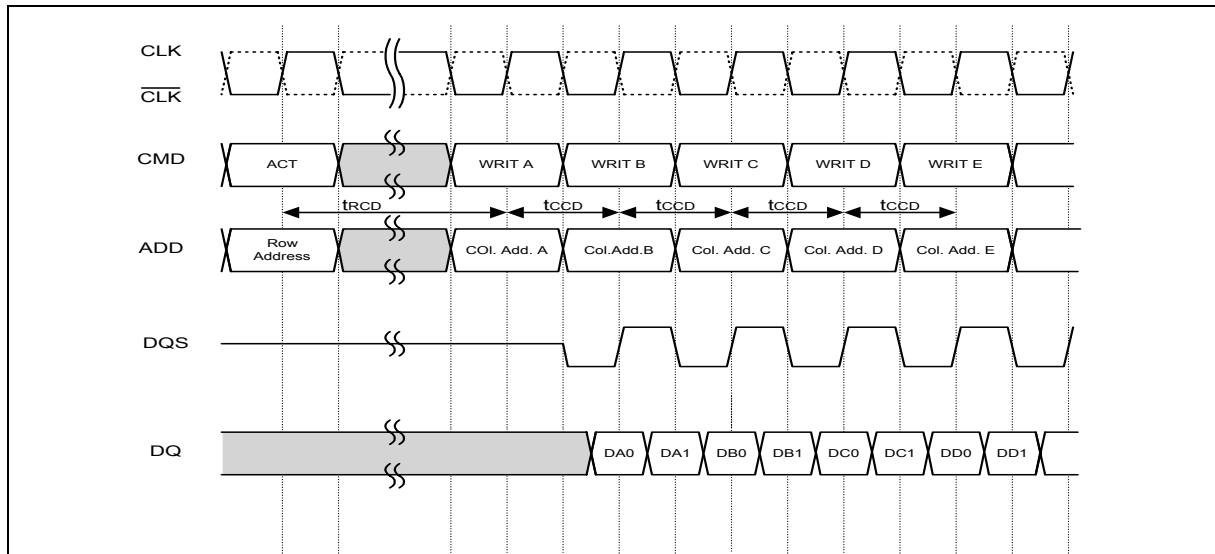 CLK
CLK
CMD
ACT
WRIT A
WRIT B
WRIT C
WRIT D
WRIT E
tRCD
tCCD
tCCD
tCCD
tCCD
ADD
Row
Address
COl. Add. A
Col.Add.B
Col. Add. C
Col. Add. D
Col. Add. E
DQS
DQ
DA0
DA1
DB0
DB1
DC0
DC1
DD0
DD1